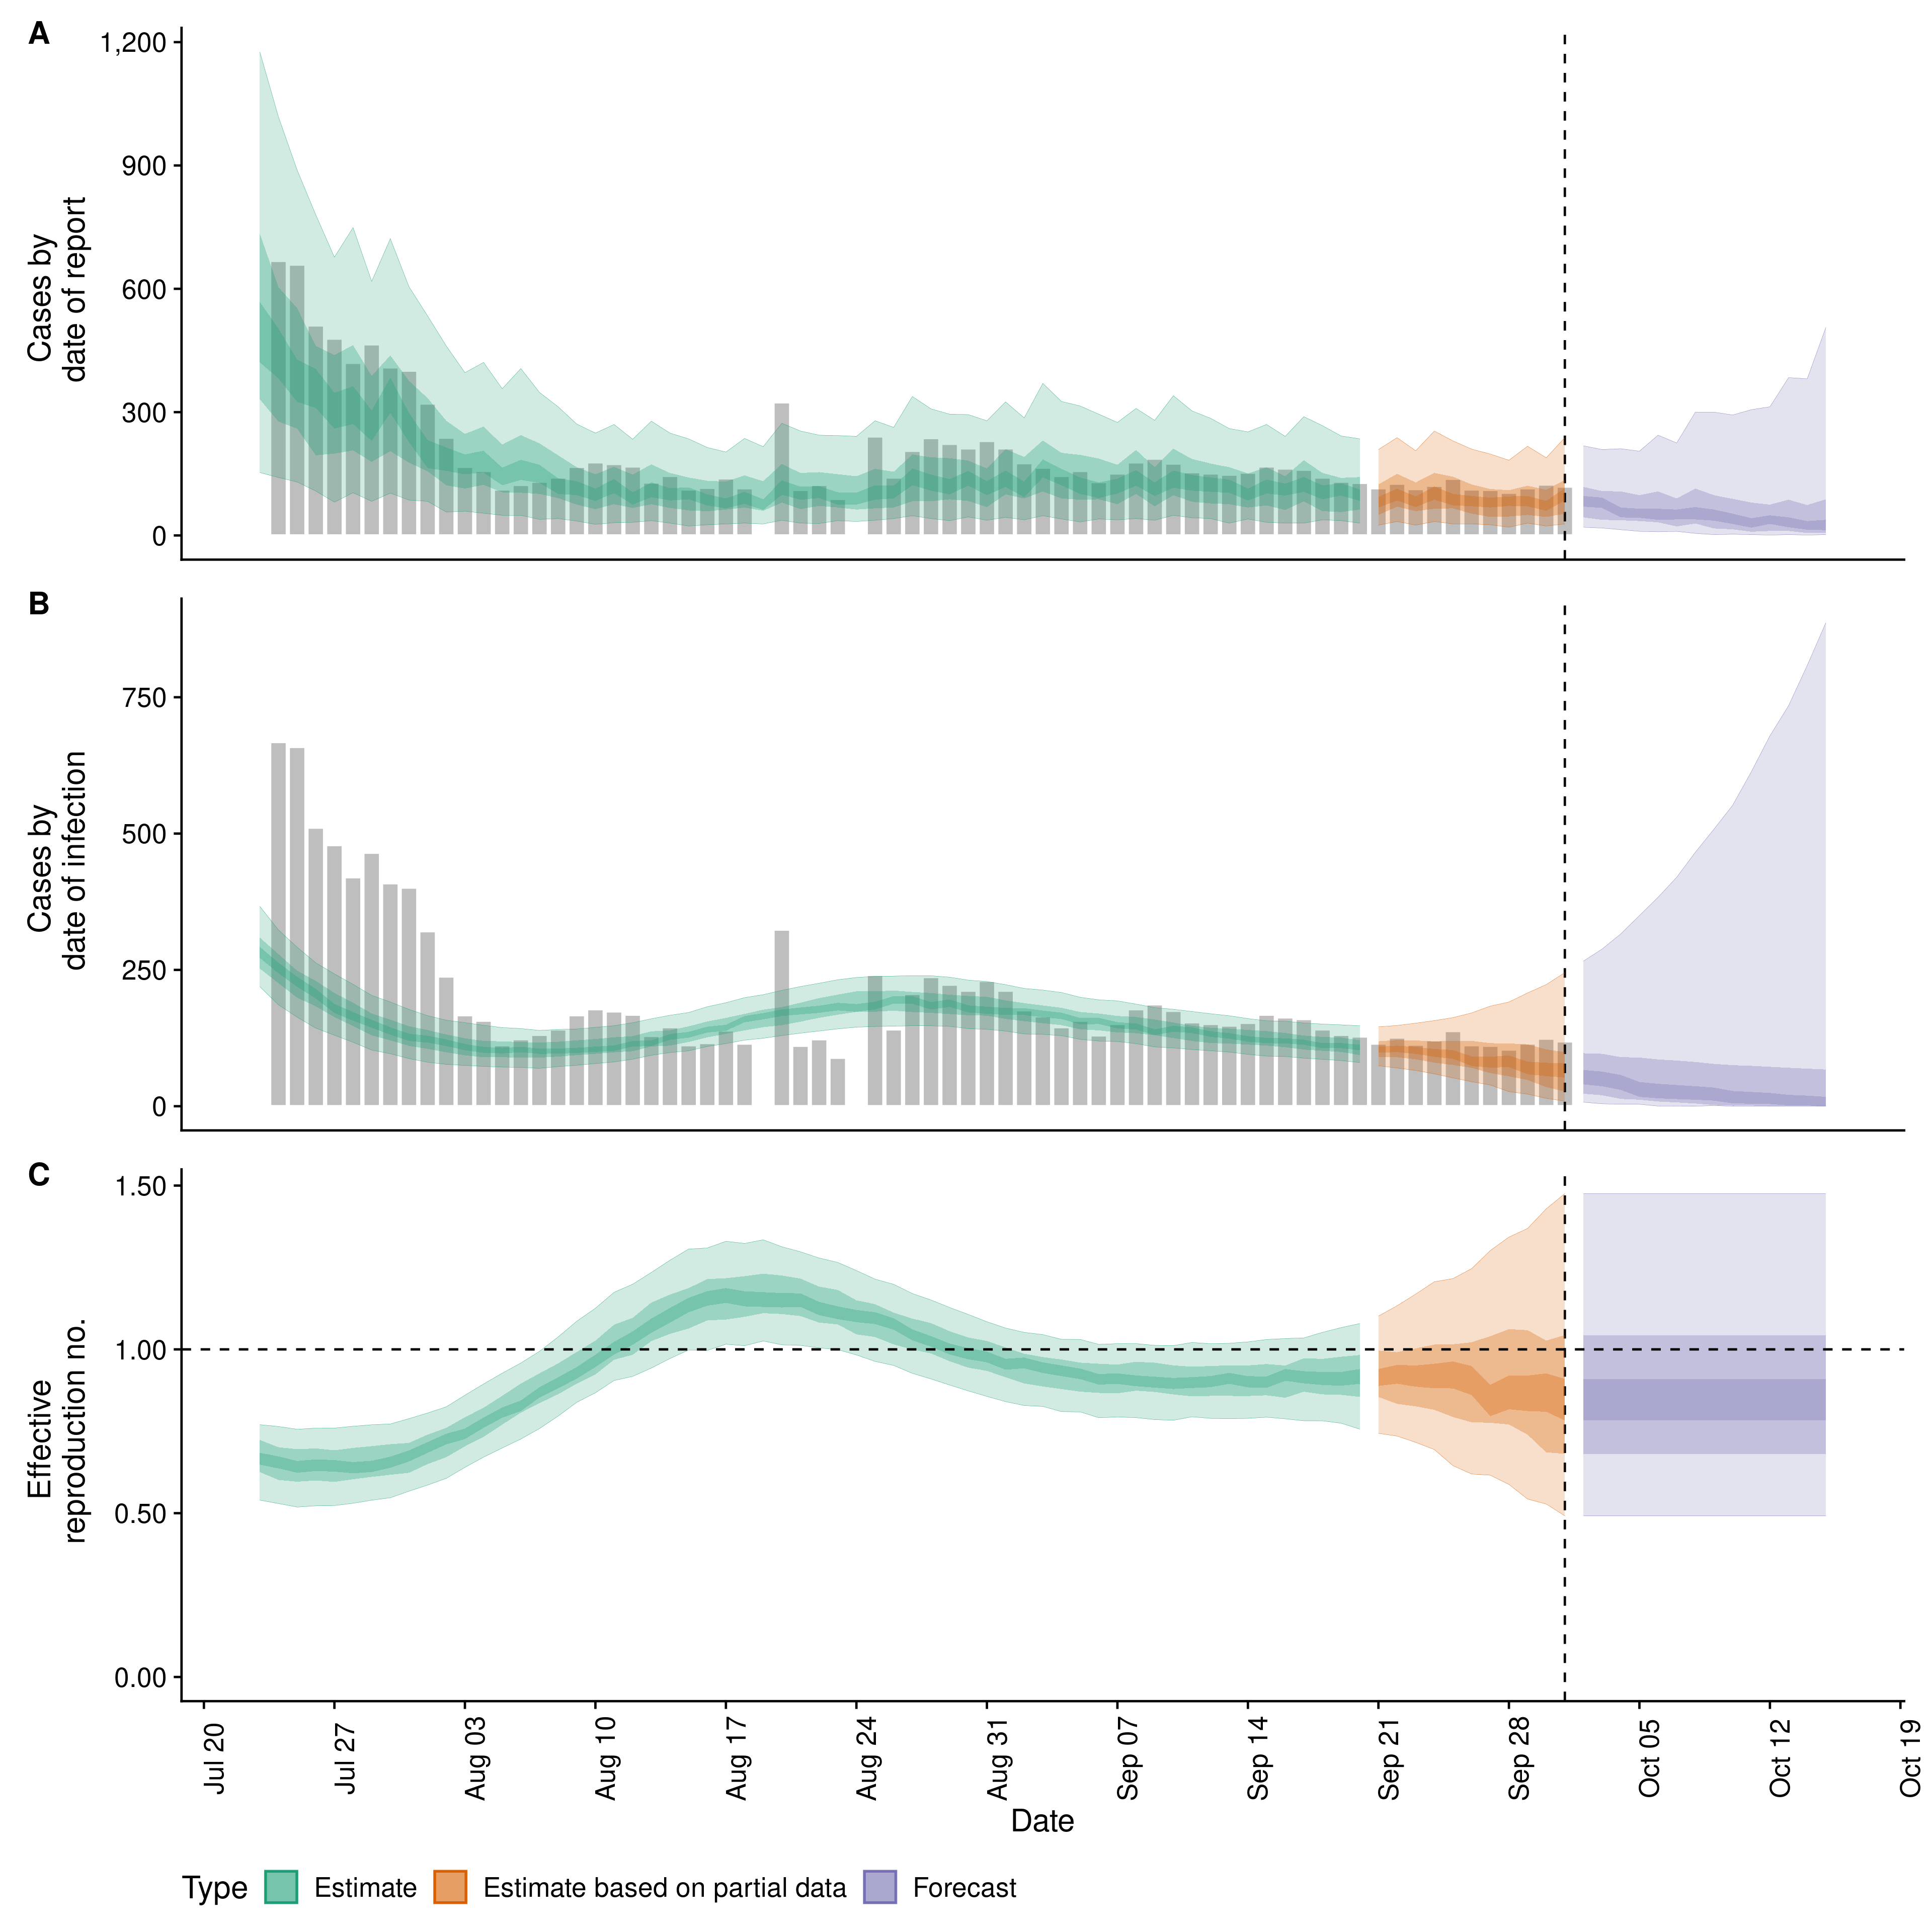 A
1,200
900
600
300
0
Cases by
date of report
B
750
500
250
0
Cases by
date of infection
C
1.50
1.00
0.50
0.00
Effective
reproduction no.
Jul 20
Jul 27
Aug 03
Aug 10
Aug 17
Aug 24
Aug 31
Sep 07
Sep 14
Sep 21
Sep 28
Oct 05
Oct 12
Oct 19
Date
Type
Estimate
Estimate based on partial data
Forecast